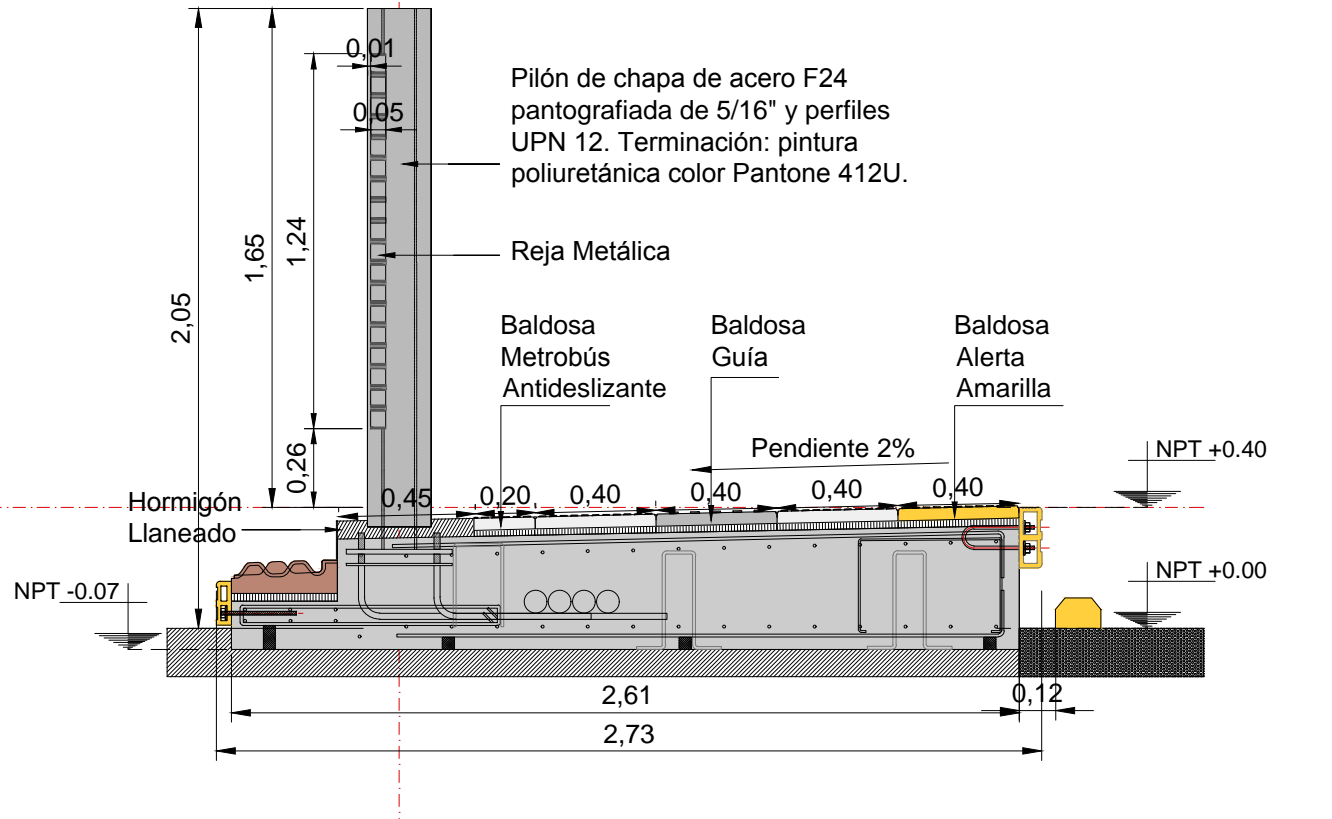 0,01
0,05
Pilón de chapa de acero F24
pantografiada de 5/16" y perfiles
UPN 12. Terminación: pintura
poliuretánica color Pantone 412U.
Reja Metálica
2,05
1,65
1,24
0,26
Baldosa
Metrobús
Antideslizante
Baldosa
Guía
Baldosa
Alerta
Amarilla
Pendiente 2%
NPT +0.40
Hormigón
Llaneado
0,45
0,20
0,40
0,40
0,40
0,40
NPT -0.07
NPT +0.00
2,61
0,12
2,73